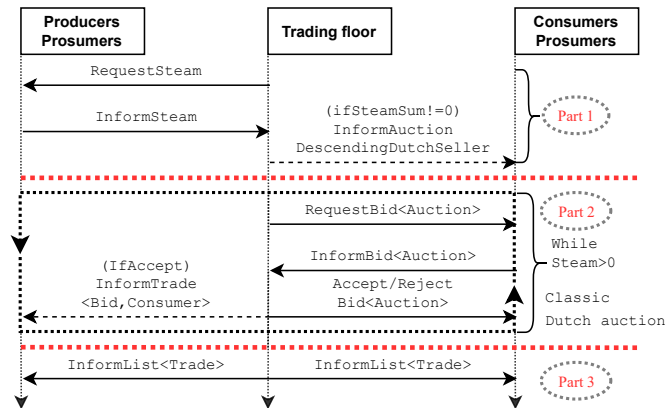 Producers
Prosumers
Trading floor
Consumers
Prosumers
RequestSteam
InformSteam
(ifSteamSum!=0)
InformAuction
DescendingDutchSeller
Part 1
RequestBid<Auction>
Part 2
InformBid<Auction>
While
Steam>0
(IfAccept)
InformTrade
<Bid,Consumer>
Accept/Reject
Bid<Auction>
Classic
Dutch auction
InformList<Trade>
InformList<Trade>
Part 3